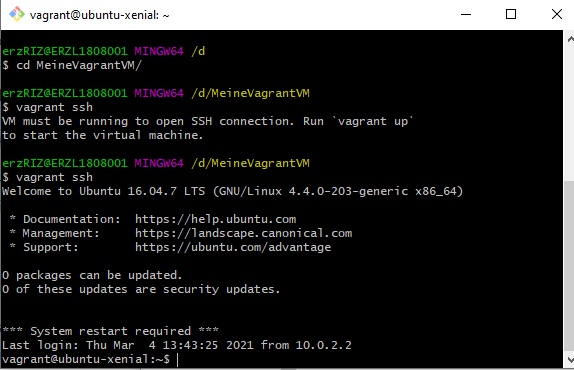 vagrant@ubuntu-xenial: ~
erzRIZ@ERZL1808001 MINGW64 /d
$ cd MeineVagrantVM/
erzRIZ@ERZL1808001 MINGW64 /d/MeineVagrantVM
$ vagrant ssh
VM must be running to open SSH connection. Run `vagrant up`
to start the virtual machine.
erzRIZ@ERZL1808001 MINGW64 /d/MeineVagrantVM
$ vagrant ssh
Welcome to Ubuntu 16.04.7 LTS (GNU/Linux 4.4.0-203-generic x86_64)
* Documentation:  https://help.ubuntu.com
* Management:     https://landscape.canonical.com
* Support:        https://ubuntu.com/advantage
0 packages can be updated.
0 of these updates are security updates.
*** System restart required ***
Last login: Thu Mar  4 13:43:25 2021 from 10.0.2.2
vagrant@ubuntu-xenial:~$